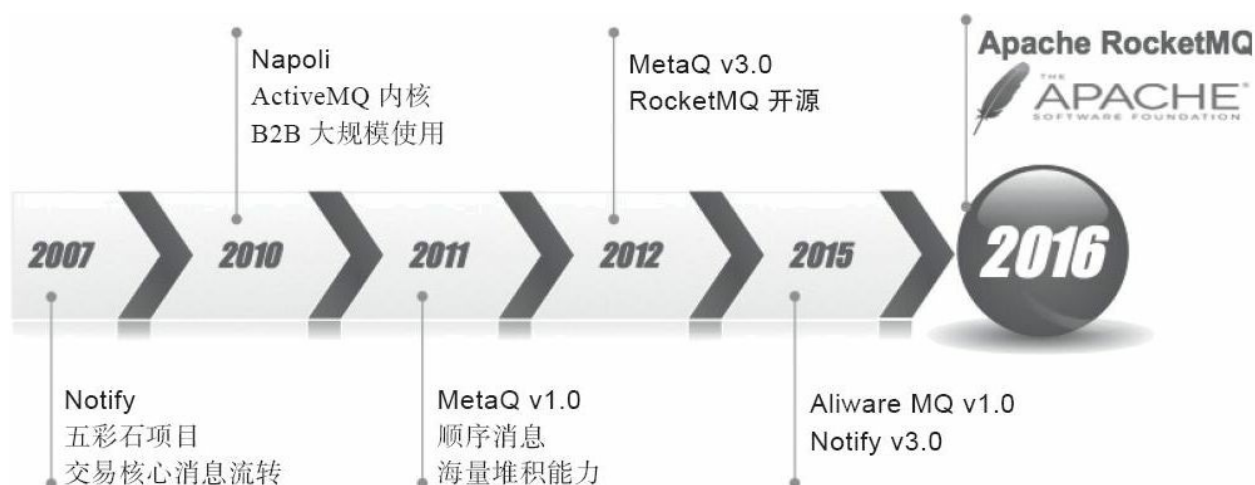 Napoli
ActiveMQ 内核
B2B 大规模使用
MetaQ v3.0
RocketMQ 开源
Apache RocketMQ
THE
APACHE
SOFTWARE FOUNDATION
2007
2010
2011
2012
2015
2016
Notify
五彩石项目
交易核心消息流转
MetaQ v1.0
顺序消息
海量堆积能力
Aliware MQ v1.0
Notify v3.0